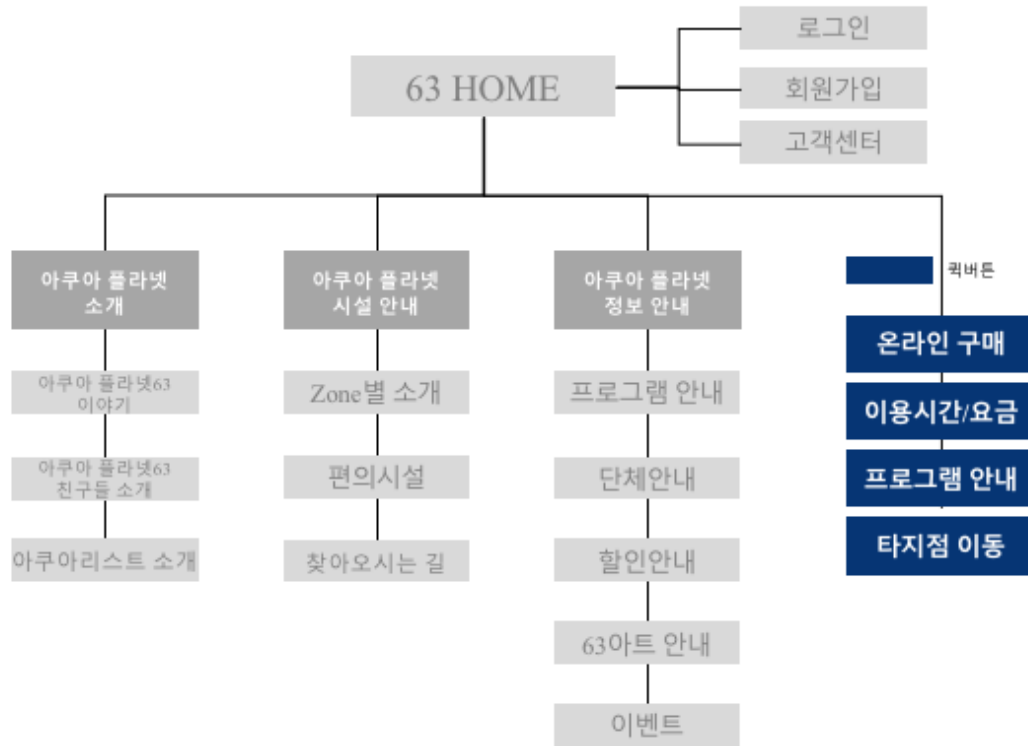 로그인
63 HOME
회원가입
고객센터
아쿠아 플라넷
소개
아쿠아 플라넷63
이야기
아쿠아 플라넷63
친구들 소개
아쿠아리스트 소개
아쿠아 플라넷
시설 안내
Zone별 소개
편의시설
찾아오시는 길
아쿠아 플라넷
정보 안내
프로그램 안내
단체안내
할인안내
63아트 안내
이벤트
퀵버튼
온라인 구매
이용시간/요금
프로그램 안내
타지점 이동